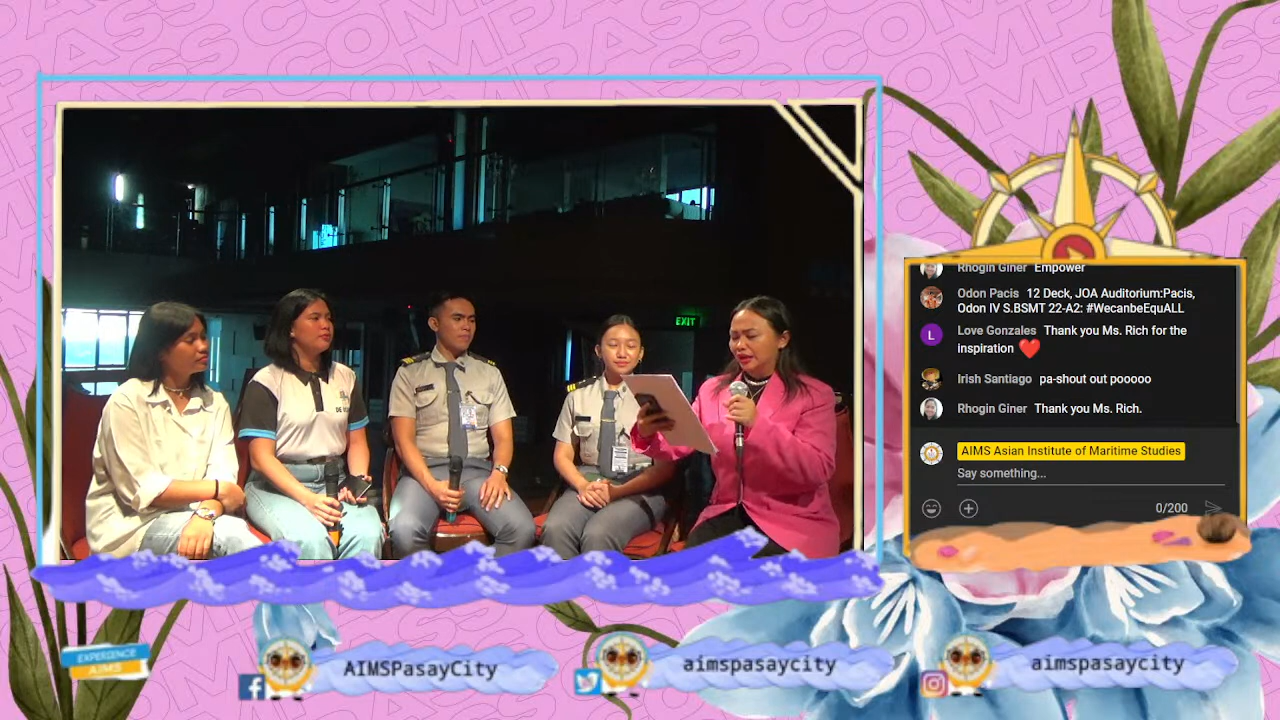 COMPASS
EXIT
Rhogin Giner Empower
Odon Pacis 12 Deck, JOA Auditorium:Pacis,
Odon IV S.BSMT 22-A2: #WecanbeEquALL
Love Gonzales Thank you Ms. Rich for the
inspiration ❤️
L
Irish Santiago pa-shout out pooooo
Rhogin Giner Thank you Ms. Rich.
AIMS Asian Institute of Maritime Studies
Say something...
0/200
EXPERIENCE
AIMS
AIMSPasayCity
aimspasaycity
aimspasaycity